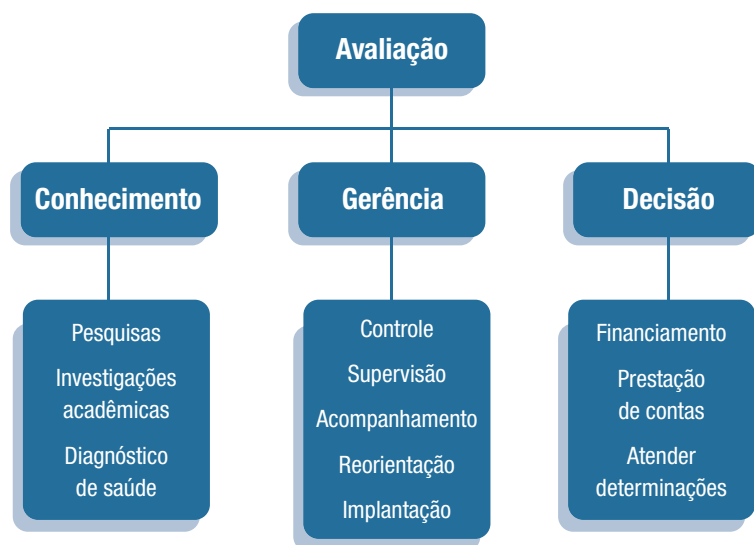 Avaliação
Conhecimento
Gerência
Decisão
Pesquisas
Investigações
acadêmicas
Diagnóstico
de saúde
Controle
Supervisão
Acompanhamento
Reorientação
Implantação
Financiamento
Prestação
de contas
Atender
determinações